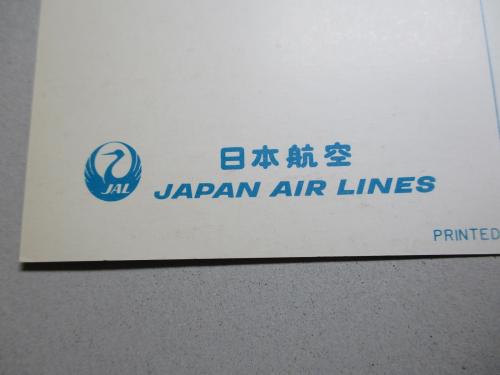 日本航空
JAL
JAPAN AIR LINES
PRINTED